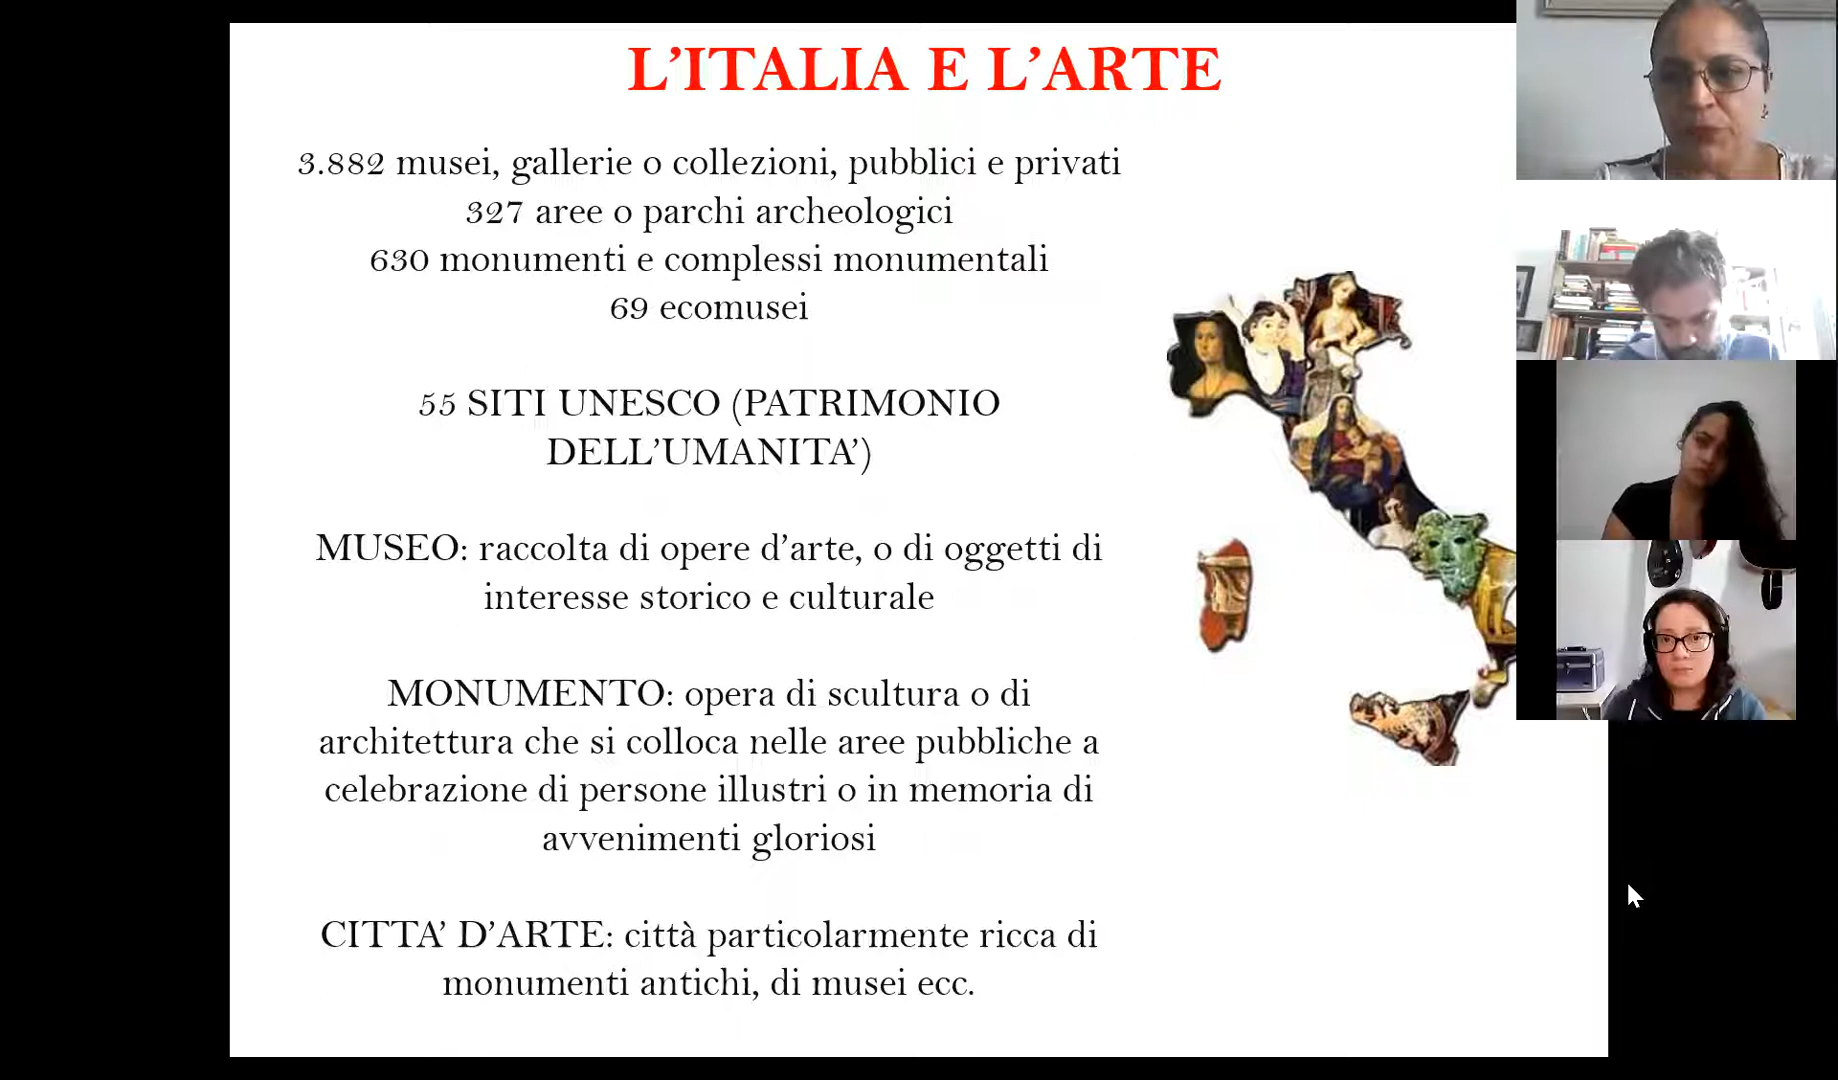 L’ITALIA E L’ARTE
3.882 musei, gallerie o collezioni, pubblici e privati
327 aree o parchi archeologici
630 monumenti e complessi monumentali
69 ecomusei
55 SITI UNESCO (PATRIMONIO
DELL’UMANITA’)
MUSEO: raccolta di opere d’arte, o di oggetti di
interesse storico e culturale
MONUMENTO: opera di scultura o di
architettura che si colloca nelle aree pubbliche a
celebrazione di persone illustri o in memoria di
avvenimenti gloriosi
CITTA’ D’ARTE: città particolarmente ricca di
monumenti antichi, di musei ecc.